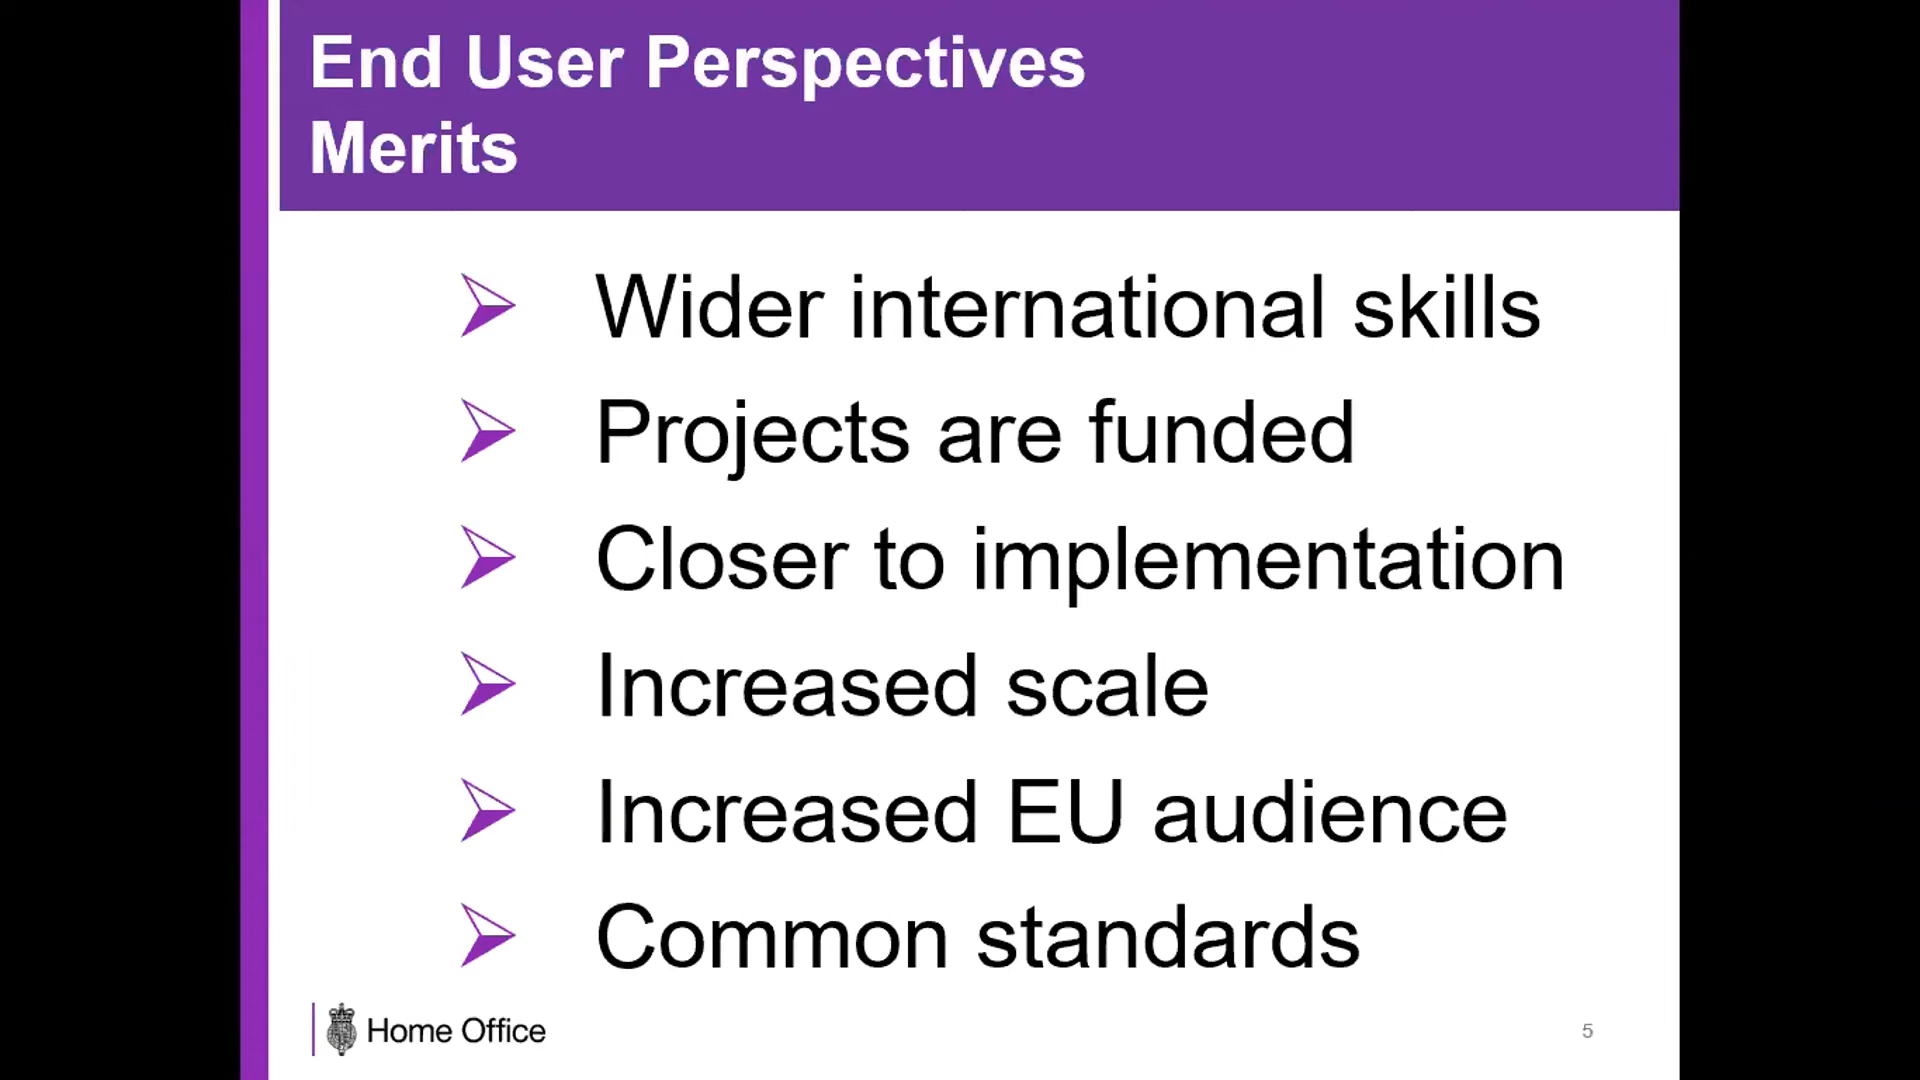 End User Perspectives
Merits
Wider international skills
Projects are funded
Closer to implementation
Increased scale
Increased EU audience
Common standards
Home Office
5